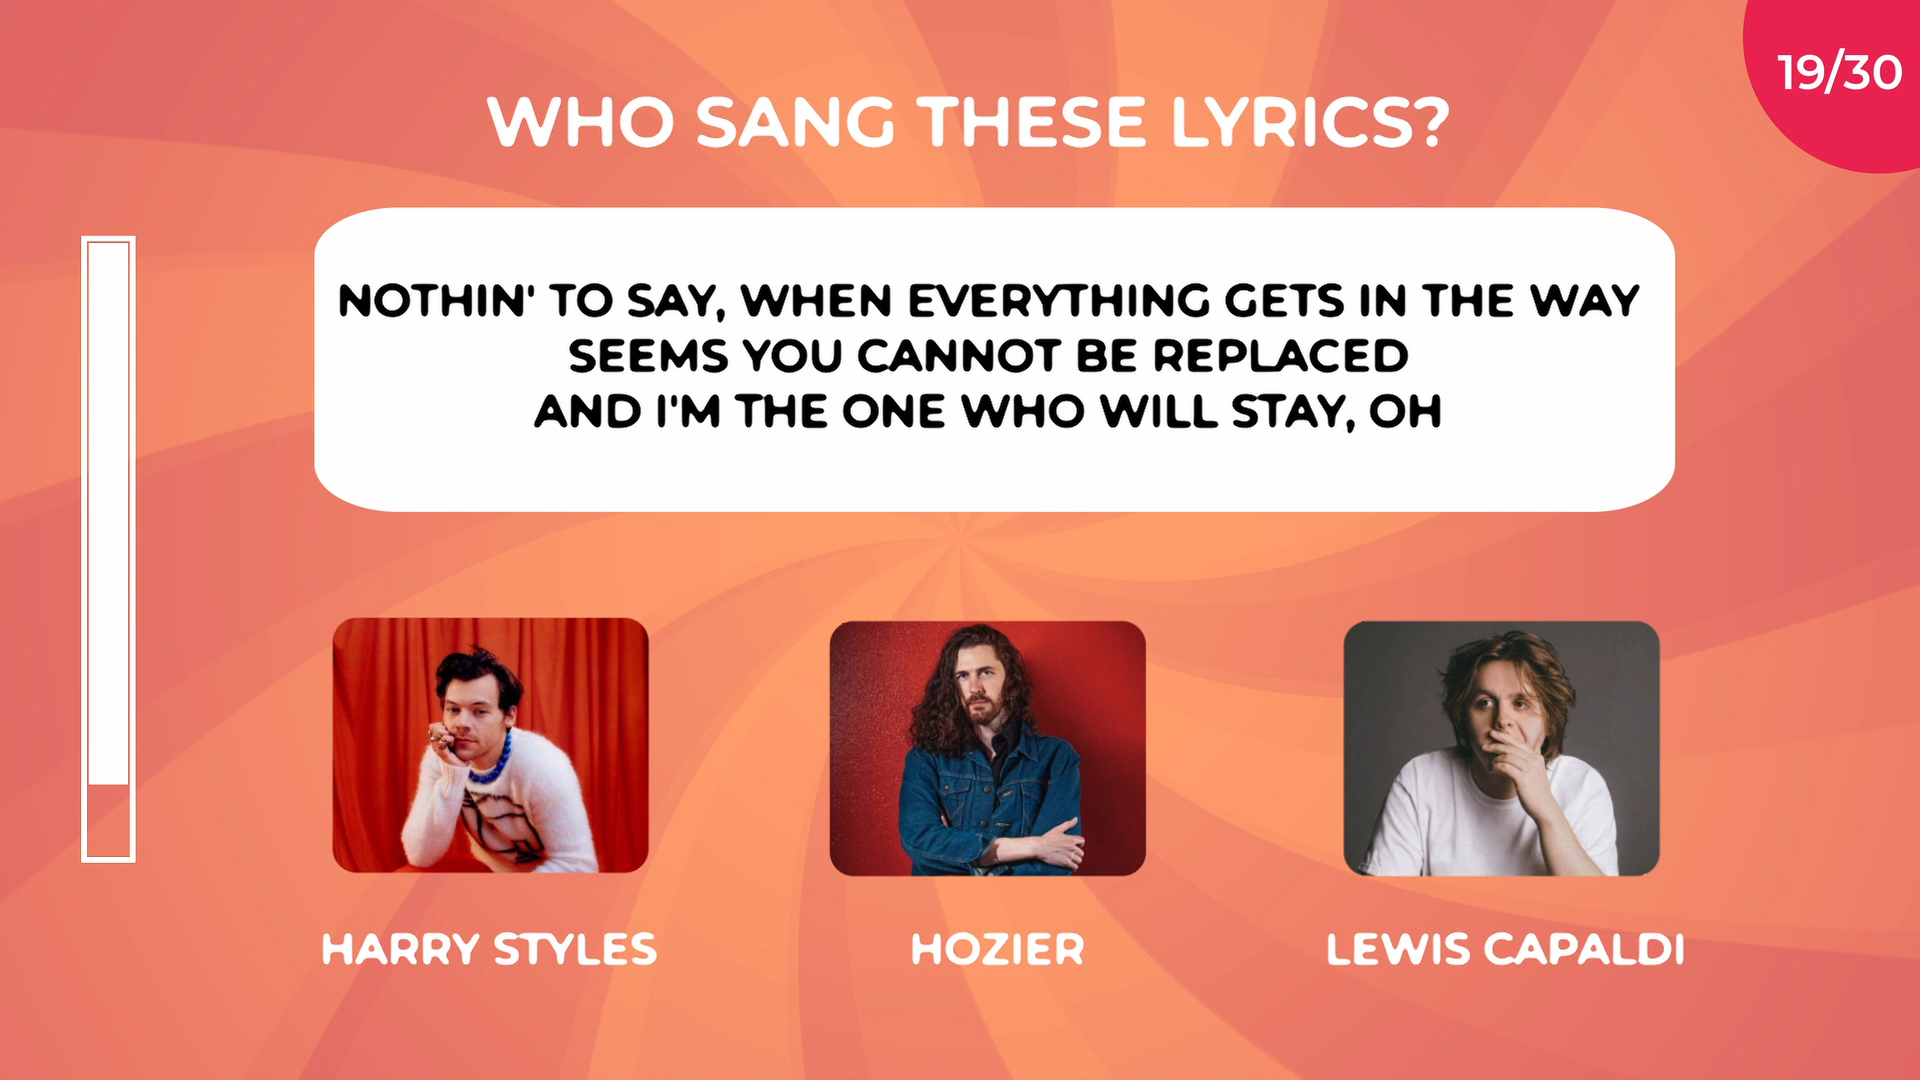 19/30
WHO SANG THESE LYRICS?
NOTHIN' TO SAY, WHEN EVERYTHING GETS IN THE WAY
SEEMS YOU CANNOT BE REPLACED
AND I'M THE ONE WHO WILL STAY, OH
HARRY STYLES
HOZIER
LEWIS CAPALDI